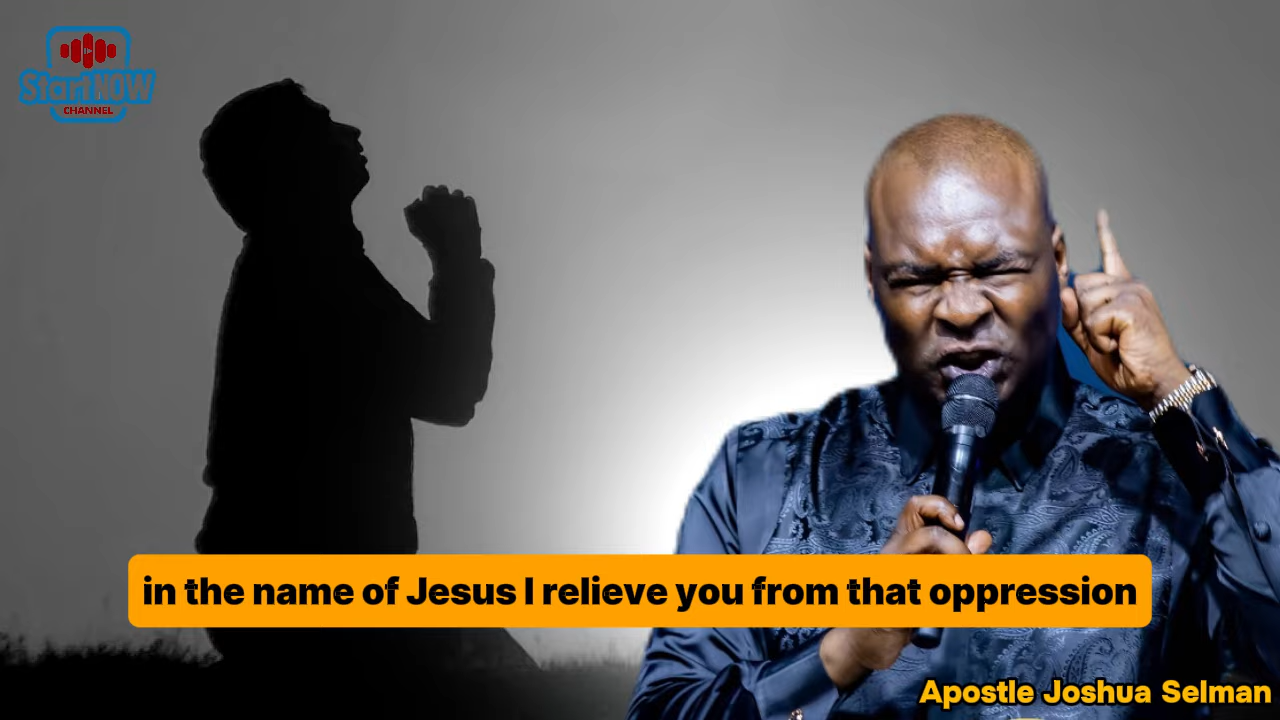 StartNOW
CHANNEL
in the name of Jesus I relieve you from that oppression
Apostle Joshua Selman